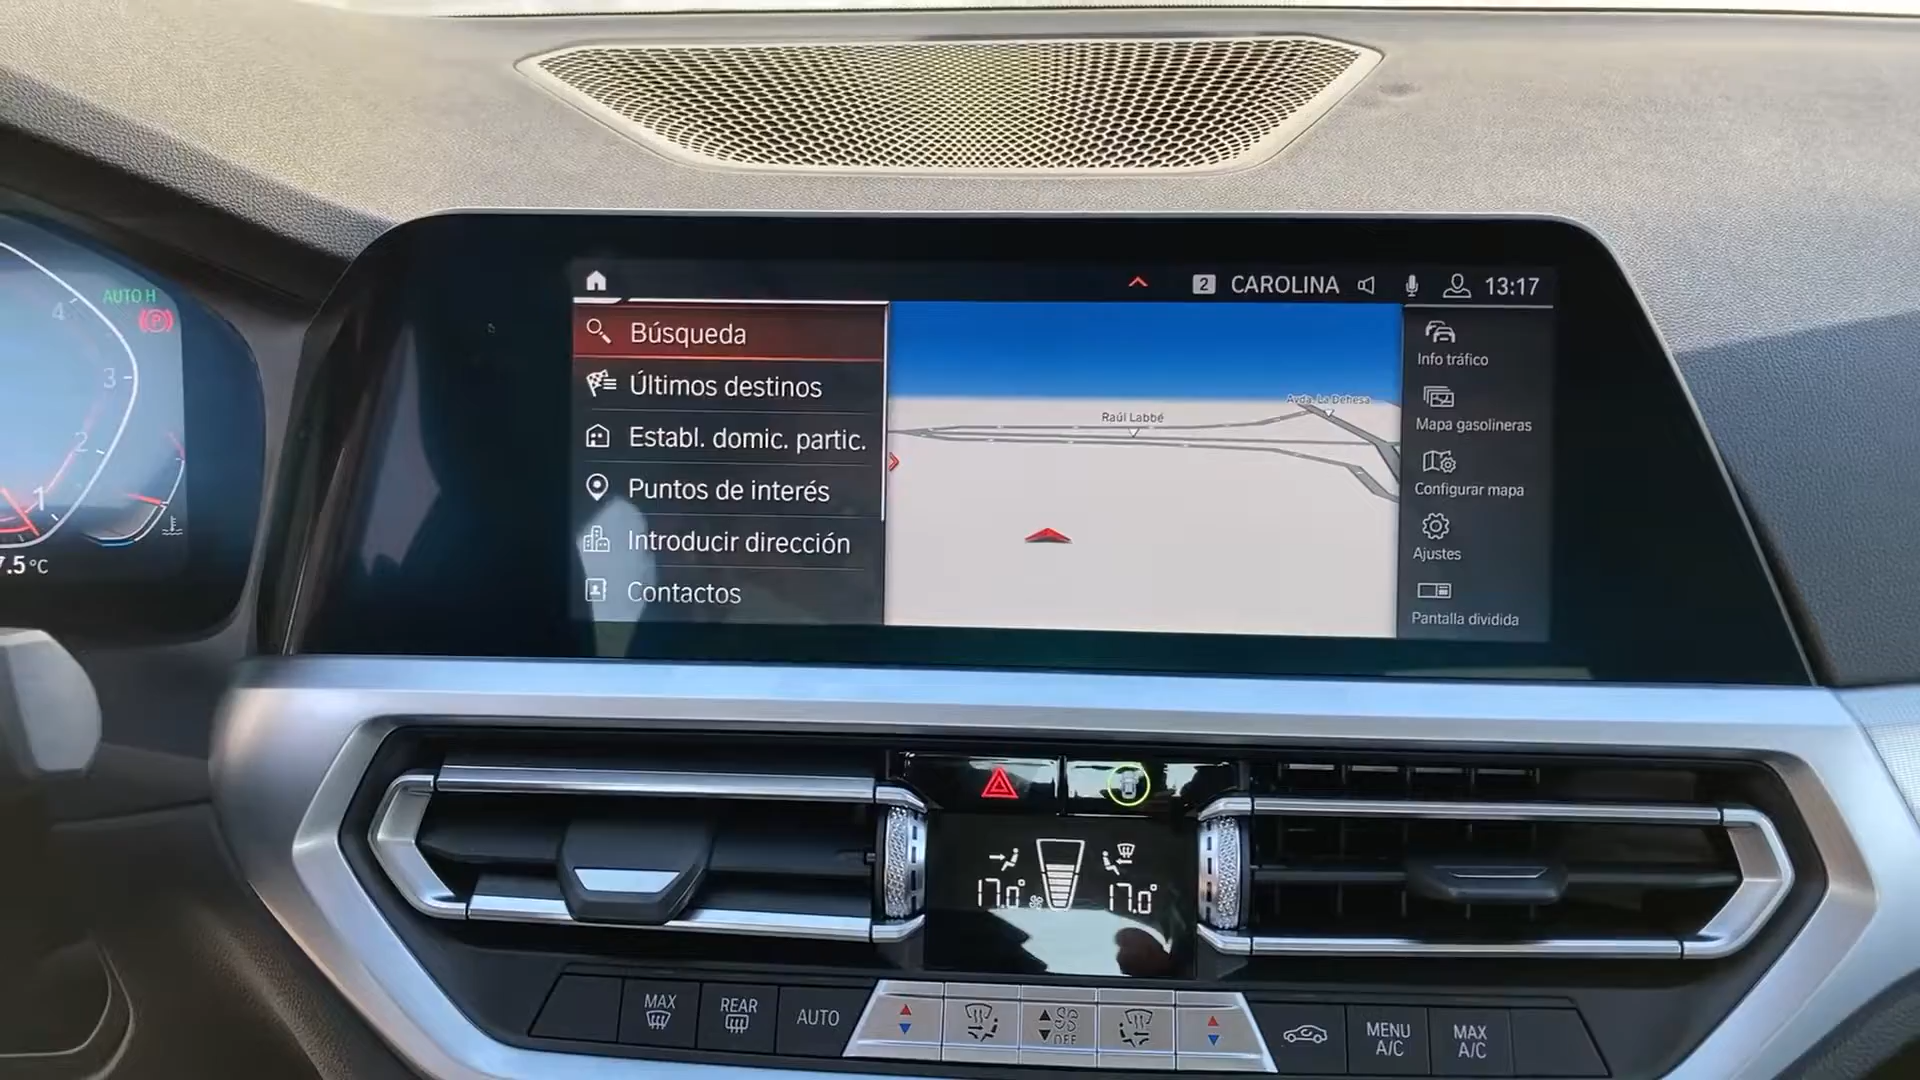 AUTO H
P
4
3
2
1
7.5°C
2 CAROLINA 13:17
Búsqueda
Últimos destinos
Establ. domic. partic.
Puntos de interés
Introducir dirección
Contactos
Raúl Labbé
Avda. La Dehesa
Info tráfico
Mapa gasolineras
Configurar mapa
Ajustes
Pantalla dividida
17.0° 17.0°
MAX
REAR
AUTO
OFF
MENU
A/C
MAX
A/C